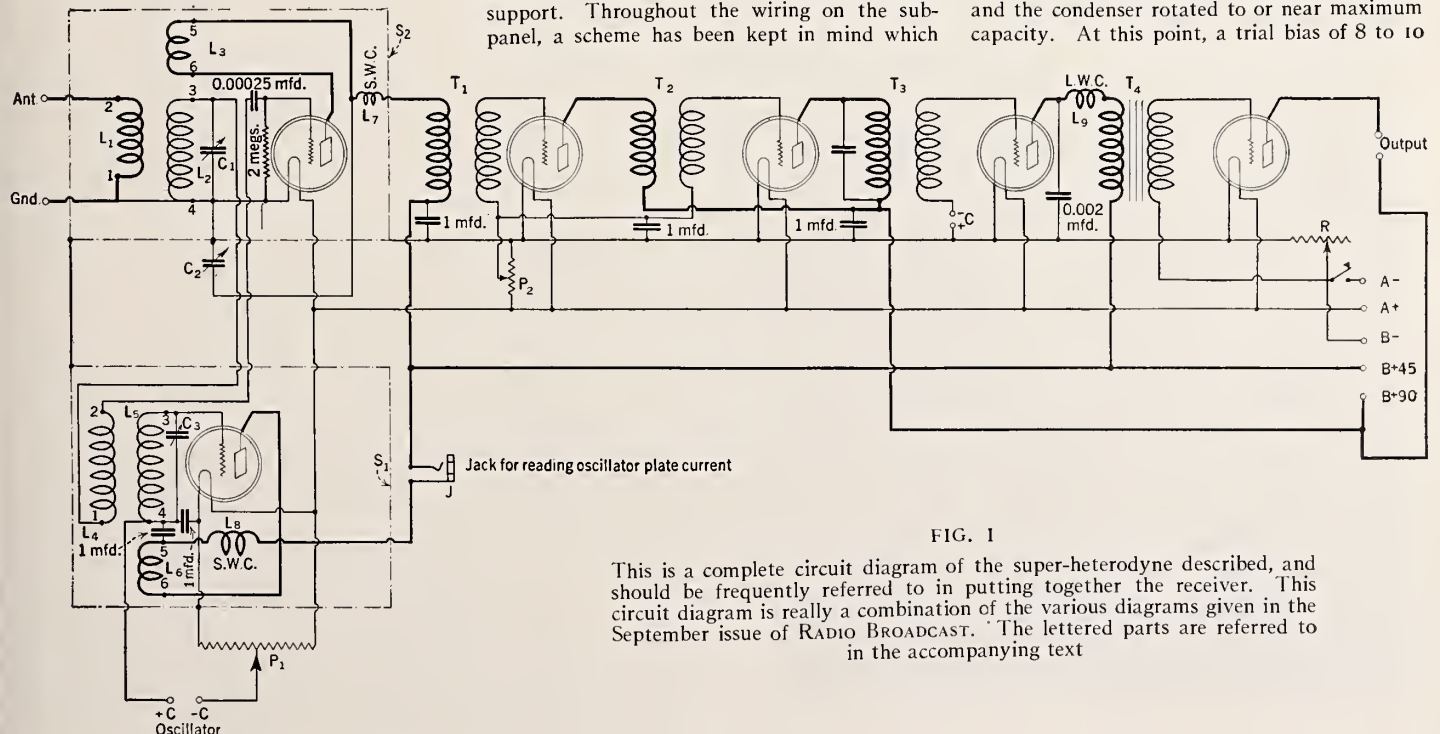 support. Throughout the wiring on the sub-
panel, a scheme has been kept in mind which
and the condenser rotated to or near maximum
capacity. At this point, a trial bias of 8 to 10
5
L3
6
S2
S.W.C.
L7
0.00025 mfd.
3
Ant.
2
L1
1
L2
C1
2 megs.
4
Gnd.
C2
T1
T2
T3
L.W.C.
L9
T4
Output
1 mfd.
1 mfd.
1 mfd.
-C
+
0.002
mfd.
P2
R
A-
A+
B-
B+45
B+90
2
L5
3
C3
S1
Jack for reading oscillator plate current
J
1
L4
4
1 mfd.
5
L6
6
1 mfd.
L8
S.W.C.
P1
+C -C
Oscillator
FIG. 1
This is a complete circuit diagram of the super-heterodyne described, and
should be frequently referred to in putting together the receiver. This
circuit diagram is really a combination of the various diagrams given in the
September issue of RADIO BROADCAST. The lettered parts are referred to
in the accompanying text